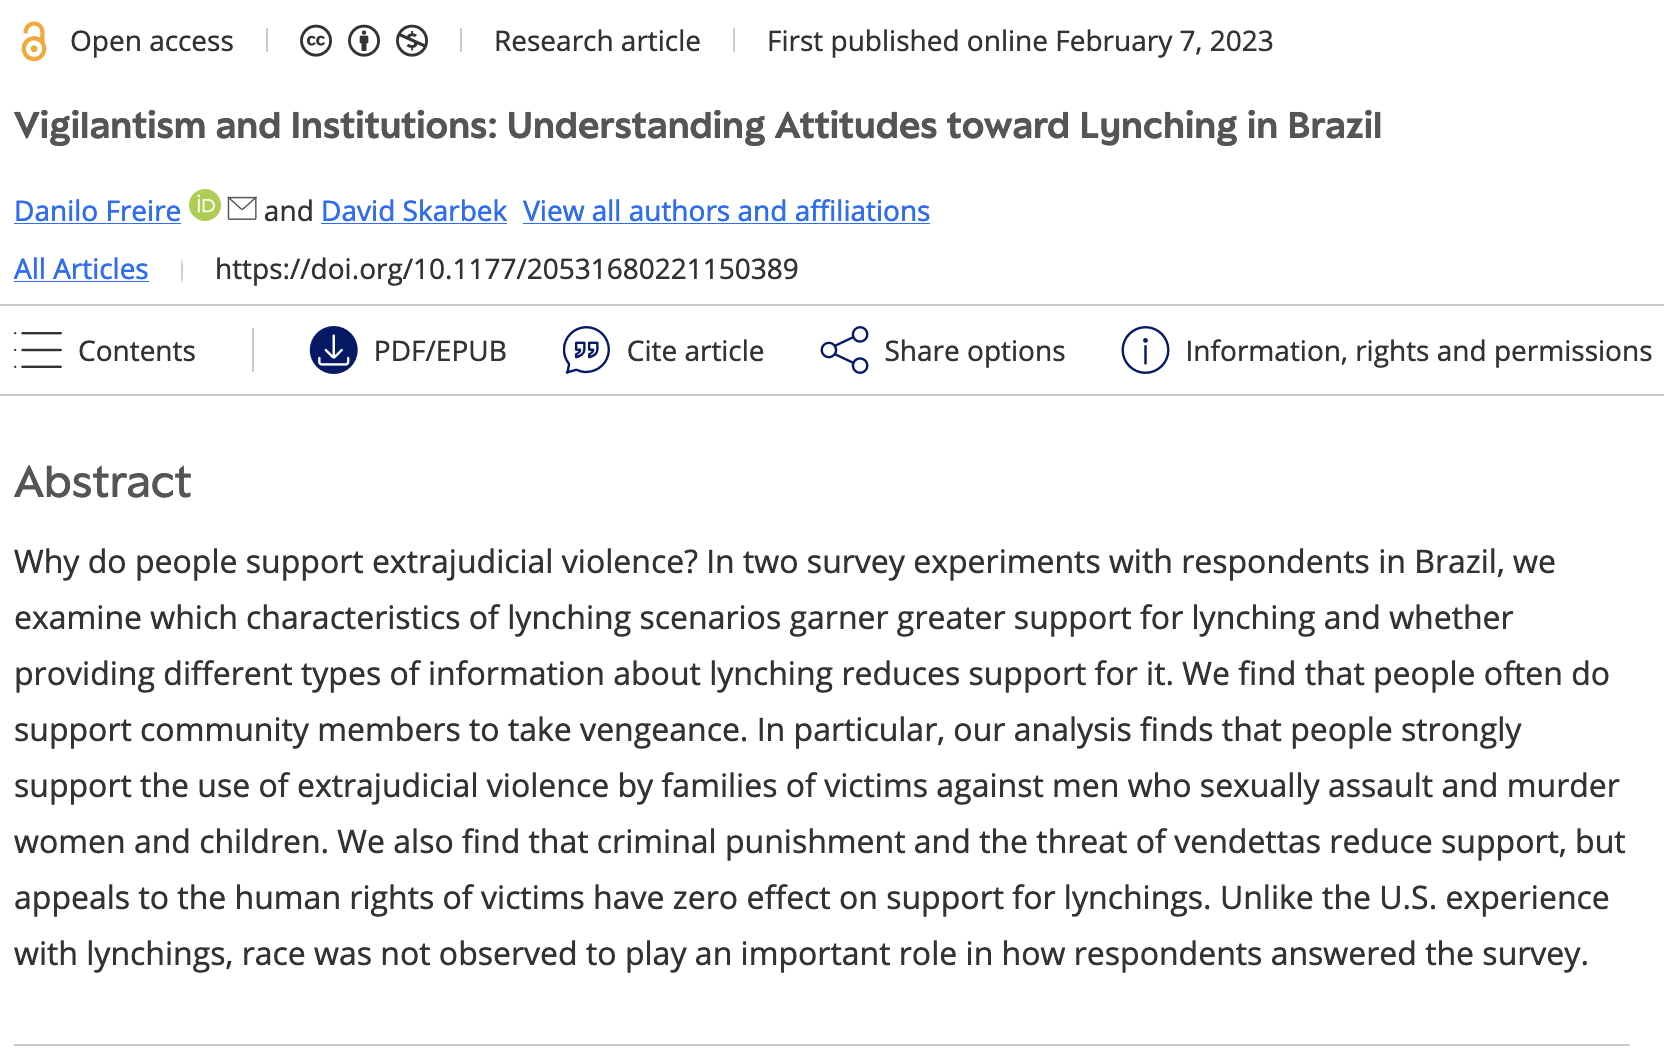 Open access | cc | Research article | First published online February 7, 2023
Vigilantism and Institutions: Understanding Attitudes toward Lynching in Brazil
Danilo Freire iD and David Skarbek View all authors and affiliations
All Articles | https://doi.org/10.1177/20531680221150389
Contents | PDF/EPUB Cite article Share options Information, rights and permissions
Abstract
Why do people support extrajudicial violence? In two survey experiments with respondents in Brazil, we
examine which characteristics of lynching scenarios garner greater support for lynching and whether
providing different types of information about lynching reduces support for it. We find that people often do
support community members to take vengeance. In particular, our analysis finds that people strongly
support the use of extrajudicial violence by families of victims against men who sexually assault and murder
women and children. We also find that criminal punishment and the threat of vendettas reduce support, but
appeals to the human rights of victims have zero effect on support for lynchings. Unlike the U.S. experience
with lynchings, race was not observed to play an important role in how respondents answered the survey.